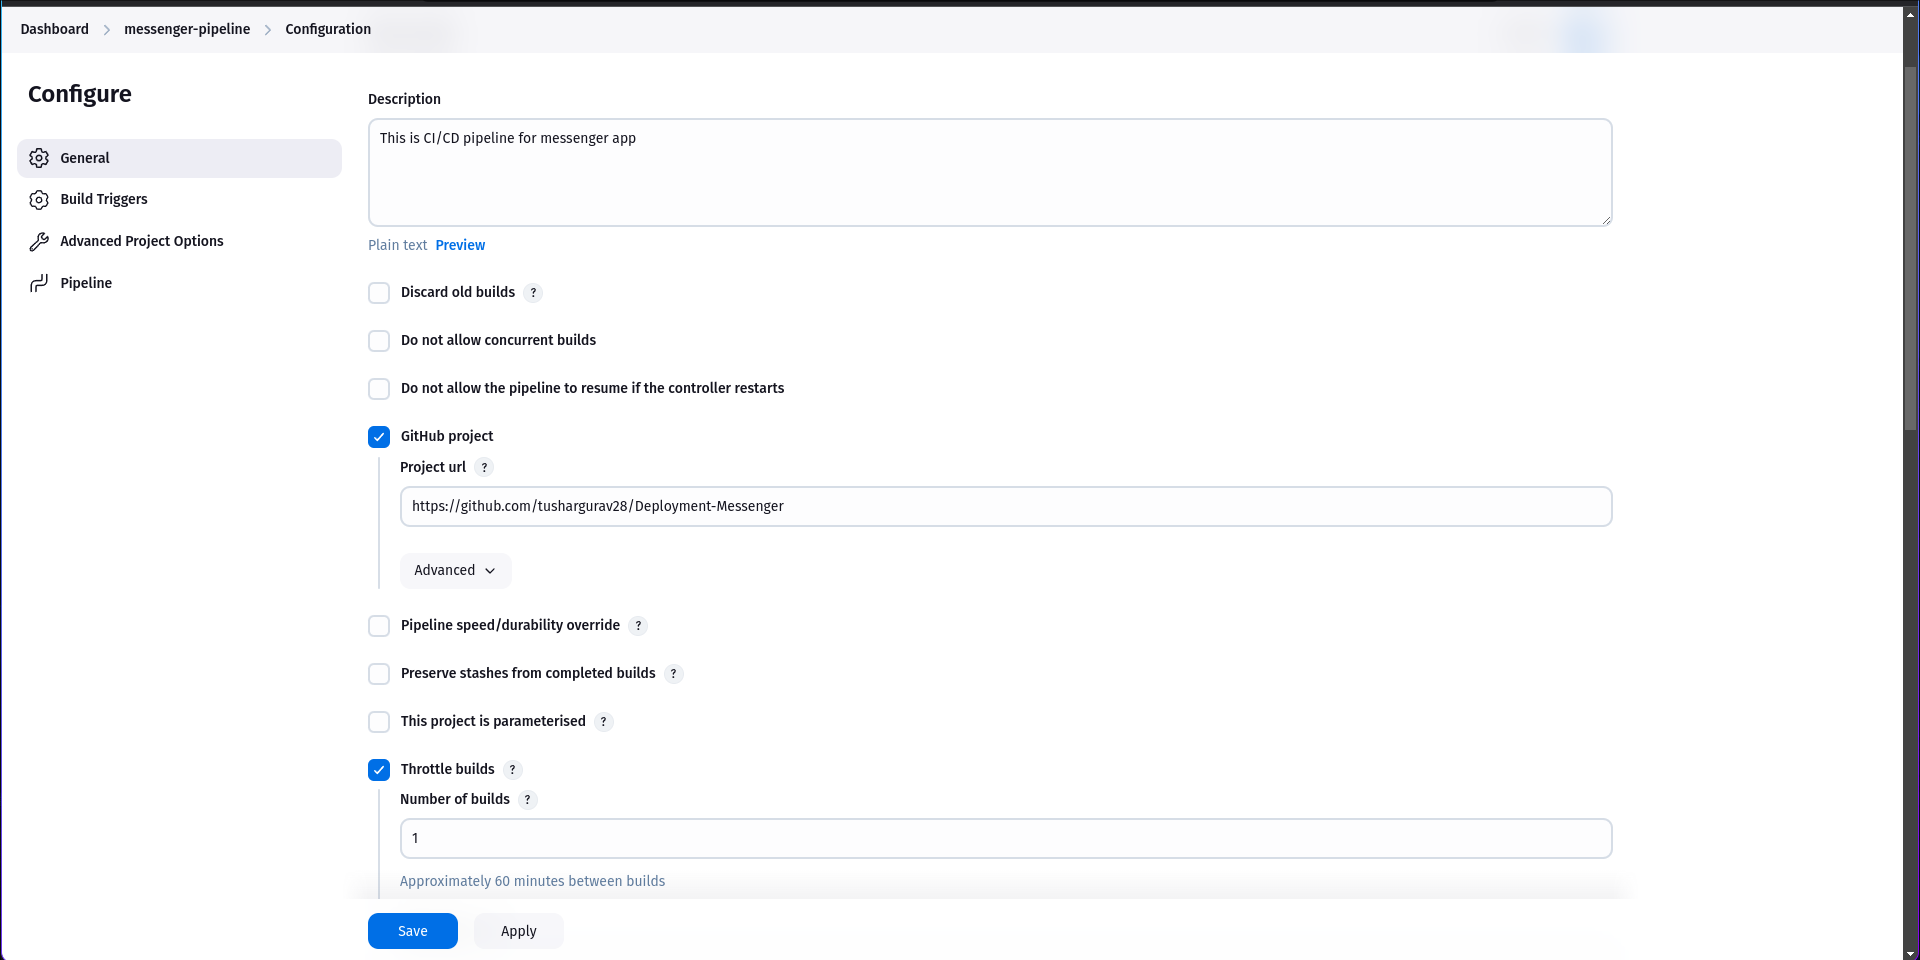 Dashboard
messenger-pipeline
Configuration
Configure
General
Build Triggers
Advanced Project Options
Pipeline
Description
This is CI/CD pipeline for messenger app
Plain text Preview
Discard old builds ?
Do not allow concurrent builds
Do not allow the pipeline to resume if the controller restarts
GitHub project
Project url ?
https://github.com/tushargurav28/Deployment-Messenger
Advanced
Pipeline speed/durability override ?
Preserve stashes from completed builds ?
This project is parameterised ?
Throttle builds ?
Number of builds ?
1
Approximately 60 minutes between builds
Save
Apply